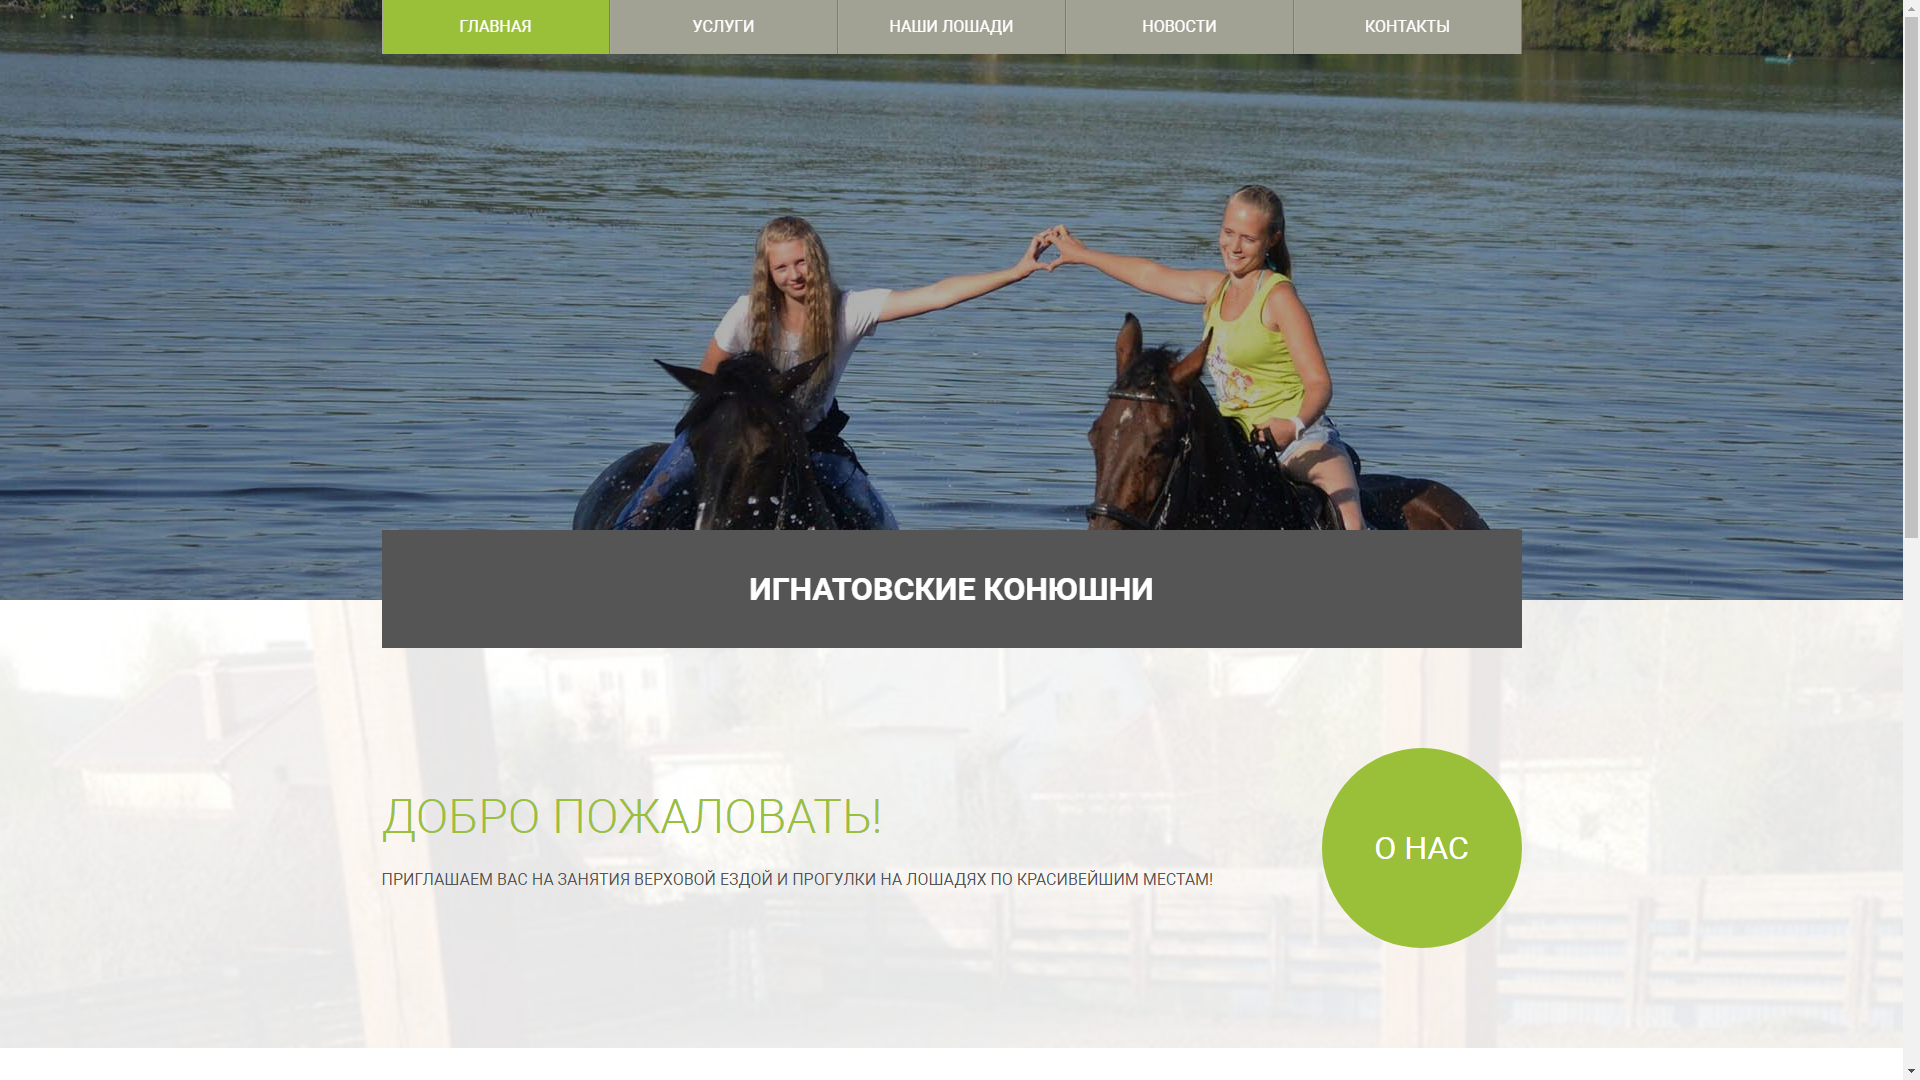 ГЛАВНАЯ
УСЛУГИ
НАШИ ЛОШАДИ
НОВОСТИ
КОНТАКТЫ
ИГНАТОВСКИЕ КОНЮШНИ
ДОБРО ПОЖАЛОВАТЬ!
О НАС
ПРИГЛАШАЕМ ВАС НА ЗАНЯТИЯ ВЕРХОВОЙ ЕЗДОЙ И ПРОГУЛКИ НА ЛОШАДЯХ ПО КРАСИВЕЙШИМ МЕСТАМ!